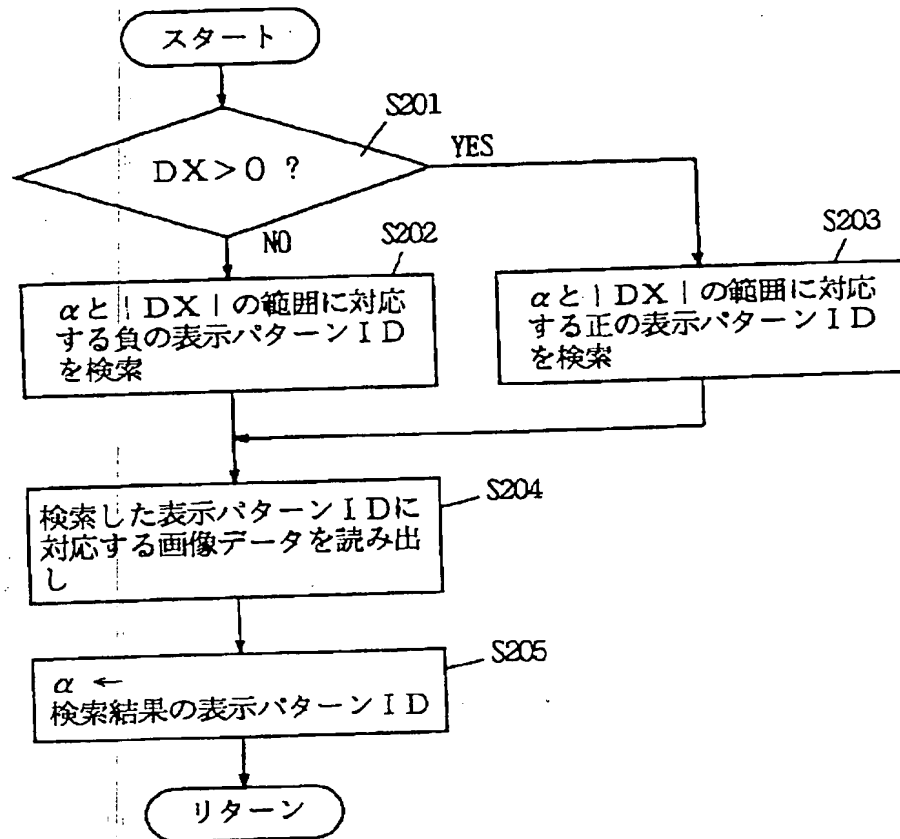 スタート
S201
DX>0 ?
YES
NO
S202
αと|DX|の範囲に対応
する負の表示パターンID
を検索
S203
αと|DX|の範囲に対応
する正の表示パターンID
を検索
S204
検索した表示パターンIDに
対応する画像データを読み出
し
S205
α ←
検索結果の表示パターンID
リターン